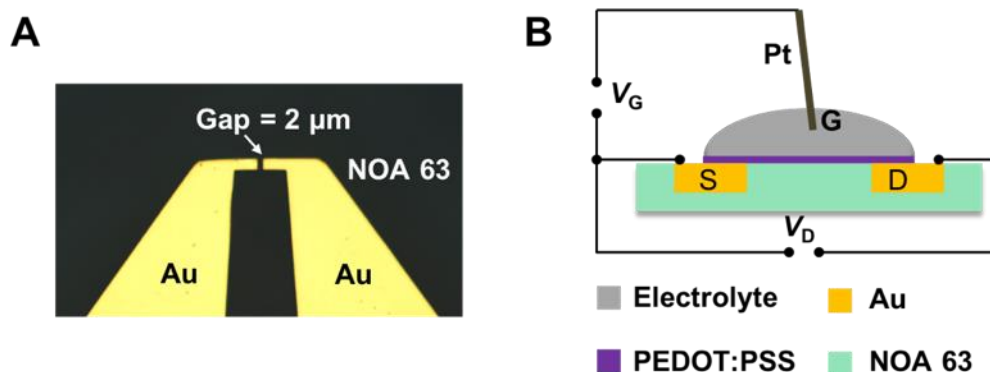 A
Gap = 2 μm
NOA 63
Au
Au
B
Pt
VG
G
S
D
VD
Electrolyte
Au
PEDOT:PSS
NOA 63